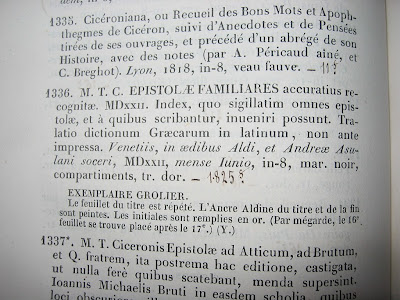 1335. Cicéroniana, ou Recueil des Bons Mots et Apoph-
thegmes de Cicéron, suivi d'Anecdotes et de Pensées
tirées de ses ouvrages, et précédé d'un abrégé de son
Histoire, avec des notes (par A. Péricaud aîné, et
C. Breghot). Lyon, 1818, in-8, veau fauve. — 11?
1336. M. T. C. EPISTOLÆ FAMILIARES accuratius re-
cognitæ. MDXXII. Index, quo sigillatim omnes epis-
tolæ, et à quibus scribantur, inueniri possunt. Tra-
latio dictionum Græcarum in latinum, non ante
impressa. Venetiis, in ædibus Aldi, et Andreæ Asu-
lani soceri, MDXXII, mense Iunio, in-8, mar. noir,
compartiments, tr. dor. — 1825?
EXEMPLAIRE GROLIER.
Le feuillet du titre est répété. L'Ancre Aldine du titre et de la fin
sont peintes. Les initiales sont remplies en or. (Par mégarde, le 16e
feuillet se trouve placé après le 17e.) (Y.)
1337*. M. T. Ciceronis Epistolæ ad Atticum, ad Brutum,
et Q. fratrem, ita postrema hac editione, castigata,
ut nulla ferè quibus scatebant, menda supersint.
Ioannis Michaelis Bruti in easdem scholia, quibus
loci obscuriores